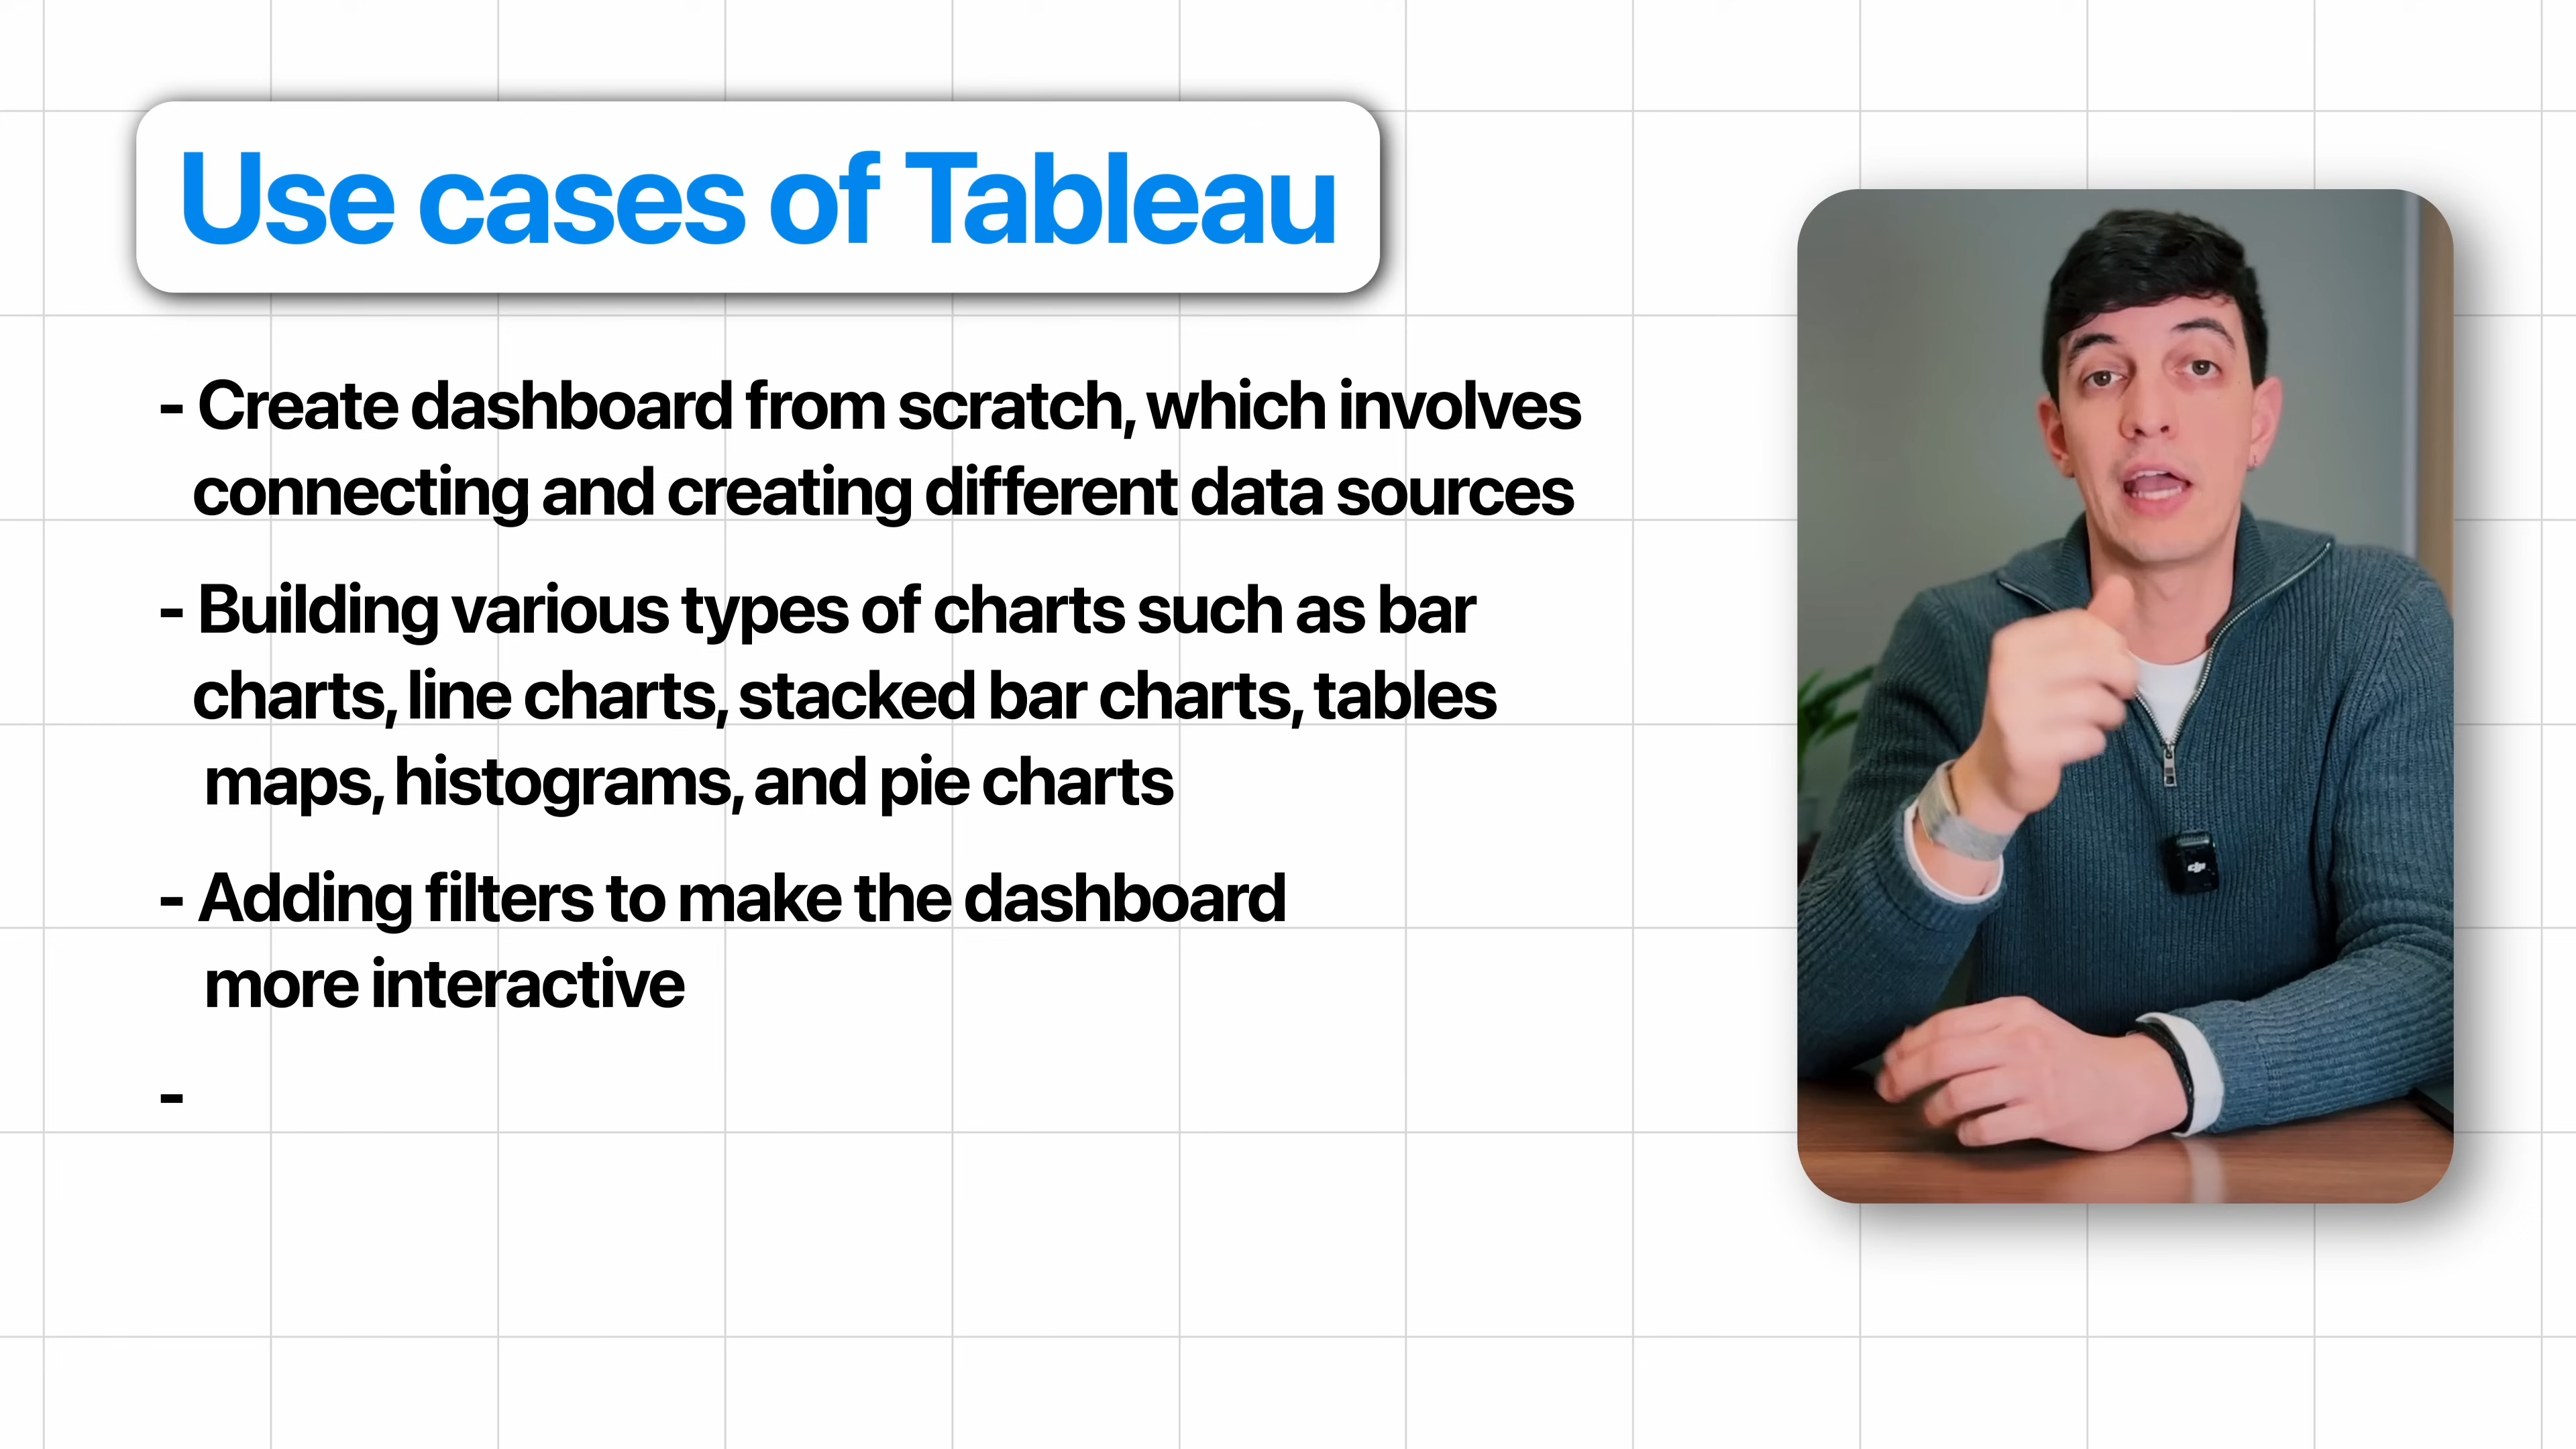 Use cases of Tableau
- Create dashboard from scratch, which involves
connecting and creating different data sources
- Building various types of charts such as bar
charts, line charts, stacked bar charts, tables
maps, histograms, and pie charts
- Adding filters to make the dashboard
more interactive
-